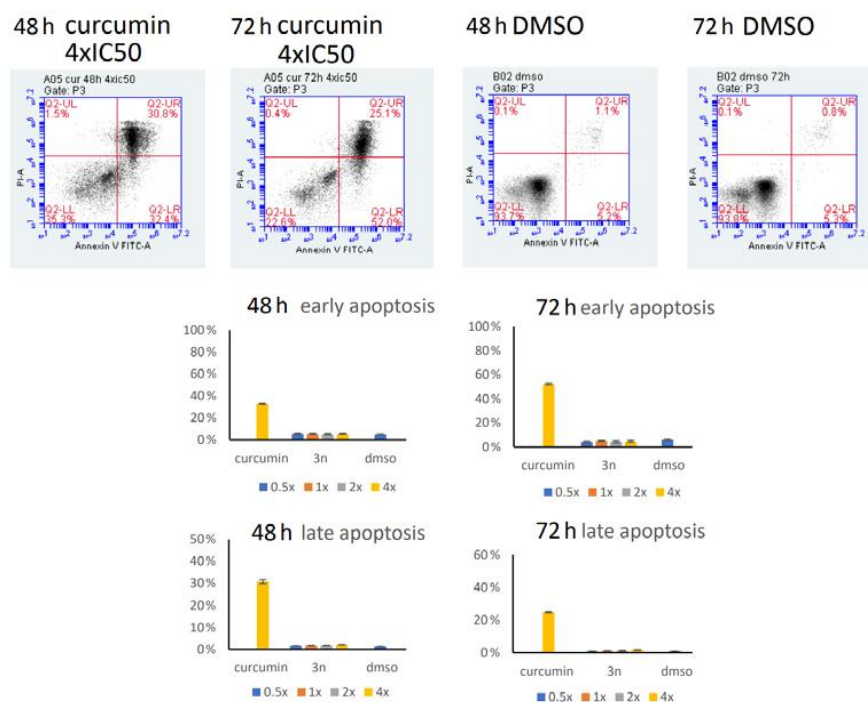 48 h curcumin 4xIC50
72 h curcumin 4xIC50
48 h DMSO
72 h DMSO
A05 cur 48h 4xic50
Gate: P3
Q2-UL 1.5%
Q2-UR 30.8%
Q2-LL 35.3%
Q2-LR 32.4%
PI-A
Annexin V FITC-A
A05 cur 72h 4xic50
Gate: P3
Q2-UL 0.4%
Q2-UR 25.1%
Q2-LL 22.6%
Q2-LR 52.0%
PI-A
Annexin V FITC-A
B02 dmso
Gate: P3
Q2-UL 0.1%
Q2-UR 1.1%
Q2-LL 93.7%
Q2-LR 5.2%
PI-A
Annexin V FITC-A
B02 dmso 72h
Gate: P3
Q2-UL 0.1%
Q2-UR 0.8%
Q2-LL 93.8%
Q2-LR 5.3%
PI-A
Annexin V FITC-A
48 h early apoptosis
100%
80%
60%
40%
20%
0%
curcumin 3n dmso
0.5x 1x 2x 4x
72 h early apoptosis
100%
80%
60%
40%
20%
0%
curcumin 3n dmso
0.5x 1x 2x 4x
48 h late apoptosis
50%
40%
30%
20%
10%
0%
curcumin 3n dmso
0.5x 1x 2x 4x
72 h late apoptosis
60%
40%
20%
0%
curcumin 3n dmso
0.5x 1x 2x 4x